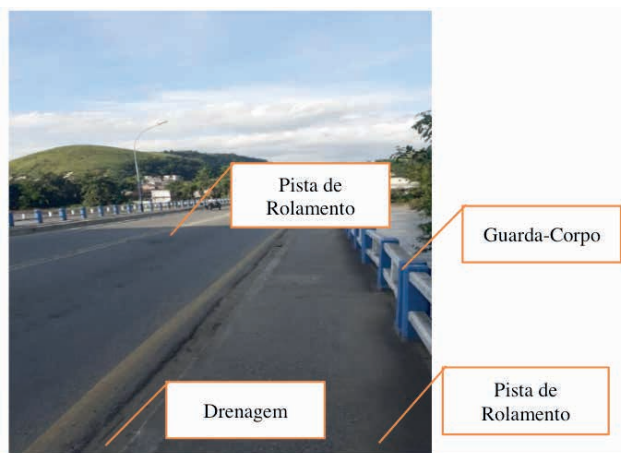 Pista de
Rolamento
Guarda-Corpo
Drenagem
Pista de
Rolamento